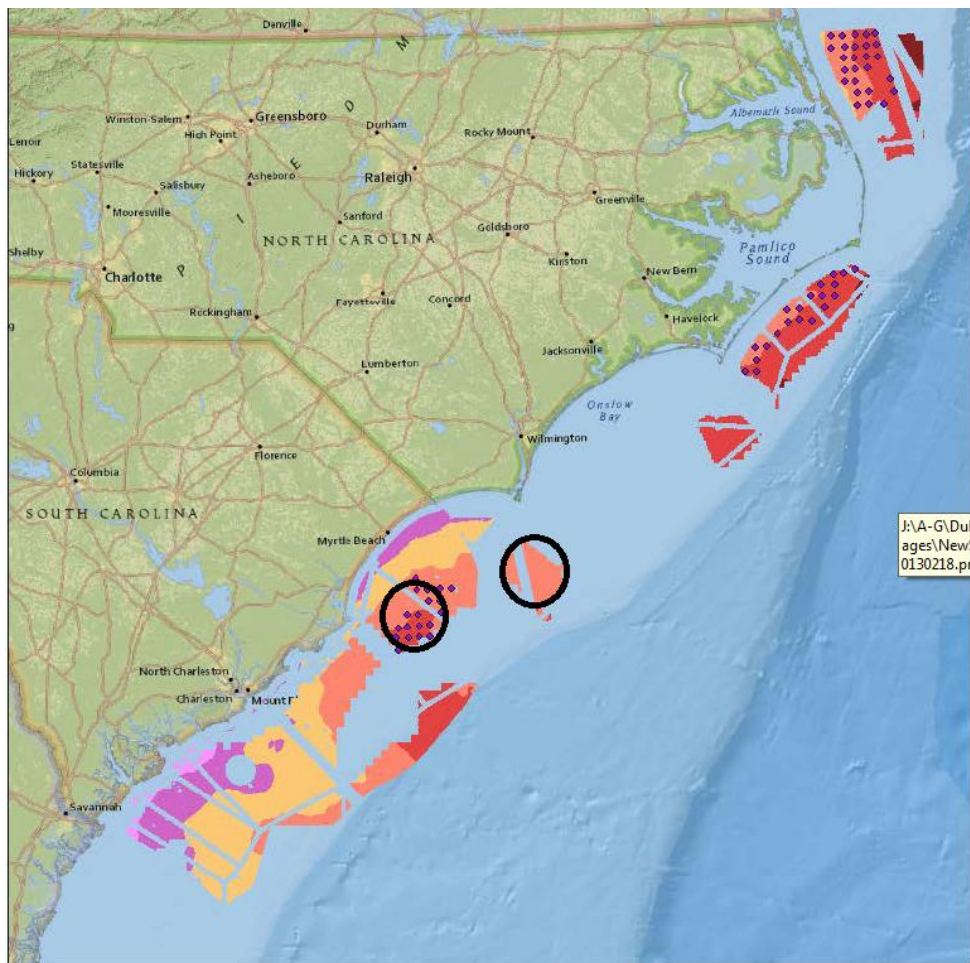 Danville
M
Winston-Salem
Greensboro
High Point
D
Durham
Rocky Mount
Albemarle Sound
Lenoir
Hickory
Statesville
Salisbury
Asheboro
E
Raleigh
Mooresville
I
Sanford
Greenville
Shelby
P
NORTH CAROLINA
Goldsboro
Kinston
Pamlico
Sound
Charlotte
New Bern
Fayetteville
Concord
Rockingham
Havelock
Jacksonville
Lumberton
Onslow
Bay
Wilmington
Florence
Columbia
SOUTH CAROLINA
Myrtle Beach
J:\A-G\Du
ages\New
0130218.p
North Charleston
Charleston
Mount
Savannah